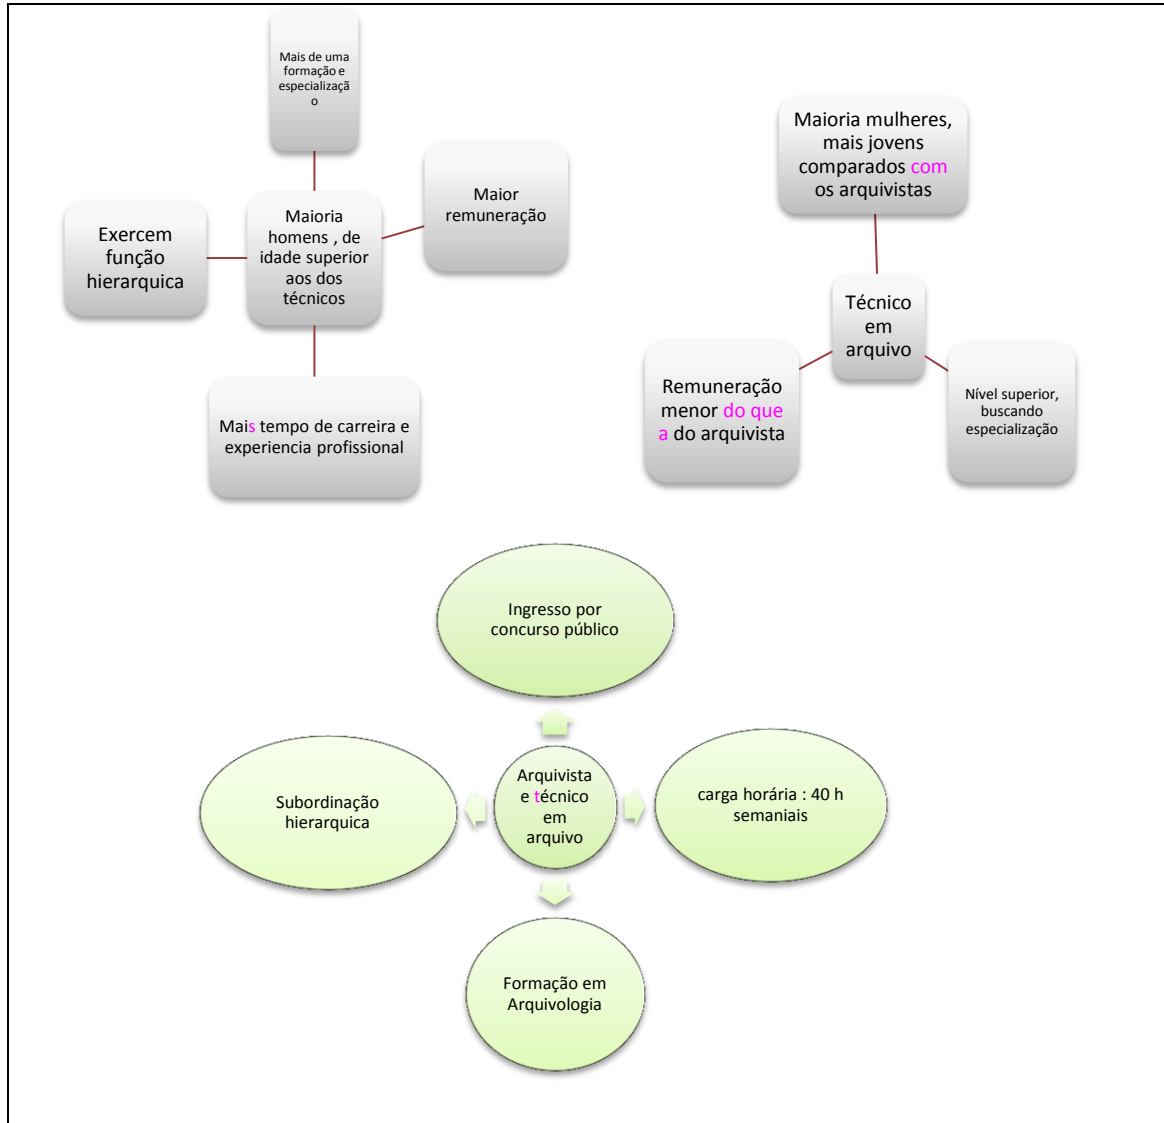 Mais de uma
formação e
especializaçã
o
Exercem
função
hierarquica
Maioria
homens , de
idade superior
aos dos
técnicos
Maior
remuneração
Mais tempo de carreira e
experiencia profissional
Maioria mulheres,
mais jovens
comparados com
os arquivistas
Técnico
em
arquivo
Remuneração
menor do que
a do arquivista
Nível superior,
buscando
especialização
Ingresso por
concurso público
Subordinação
hierarquica
Arquivista
e técnico
em
arquivo
carga horária : 40 h
semaniais
Formação em
Arquivologia